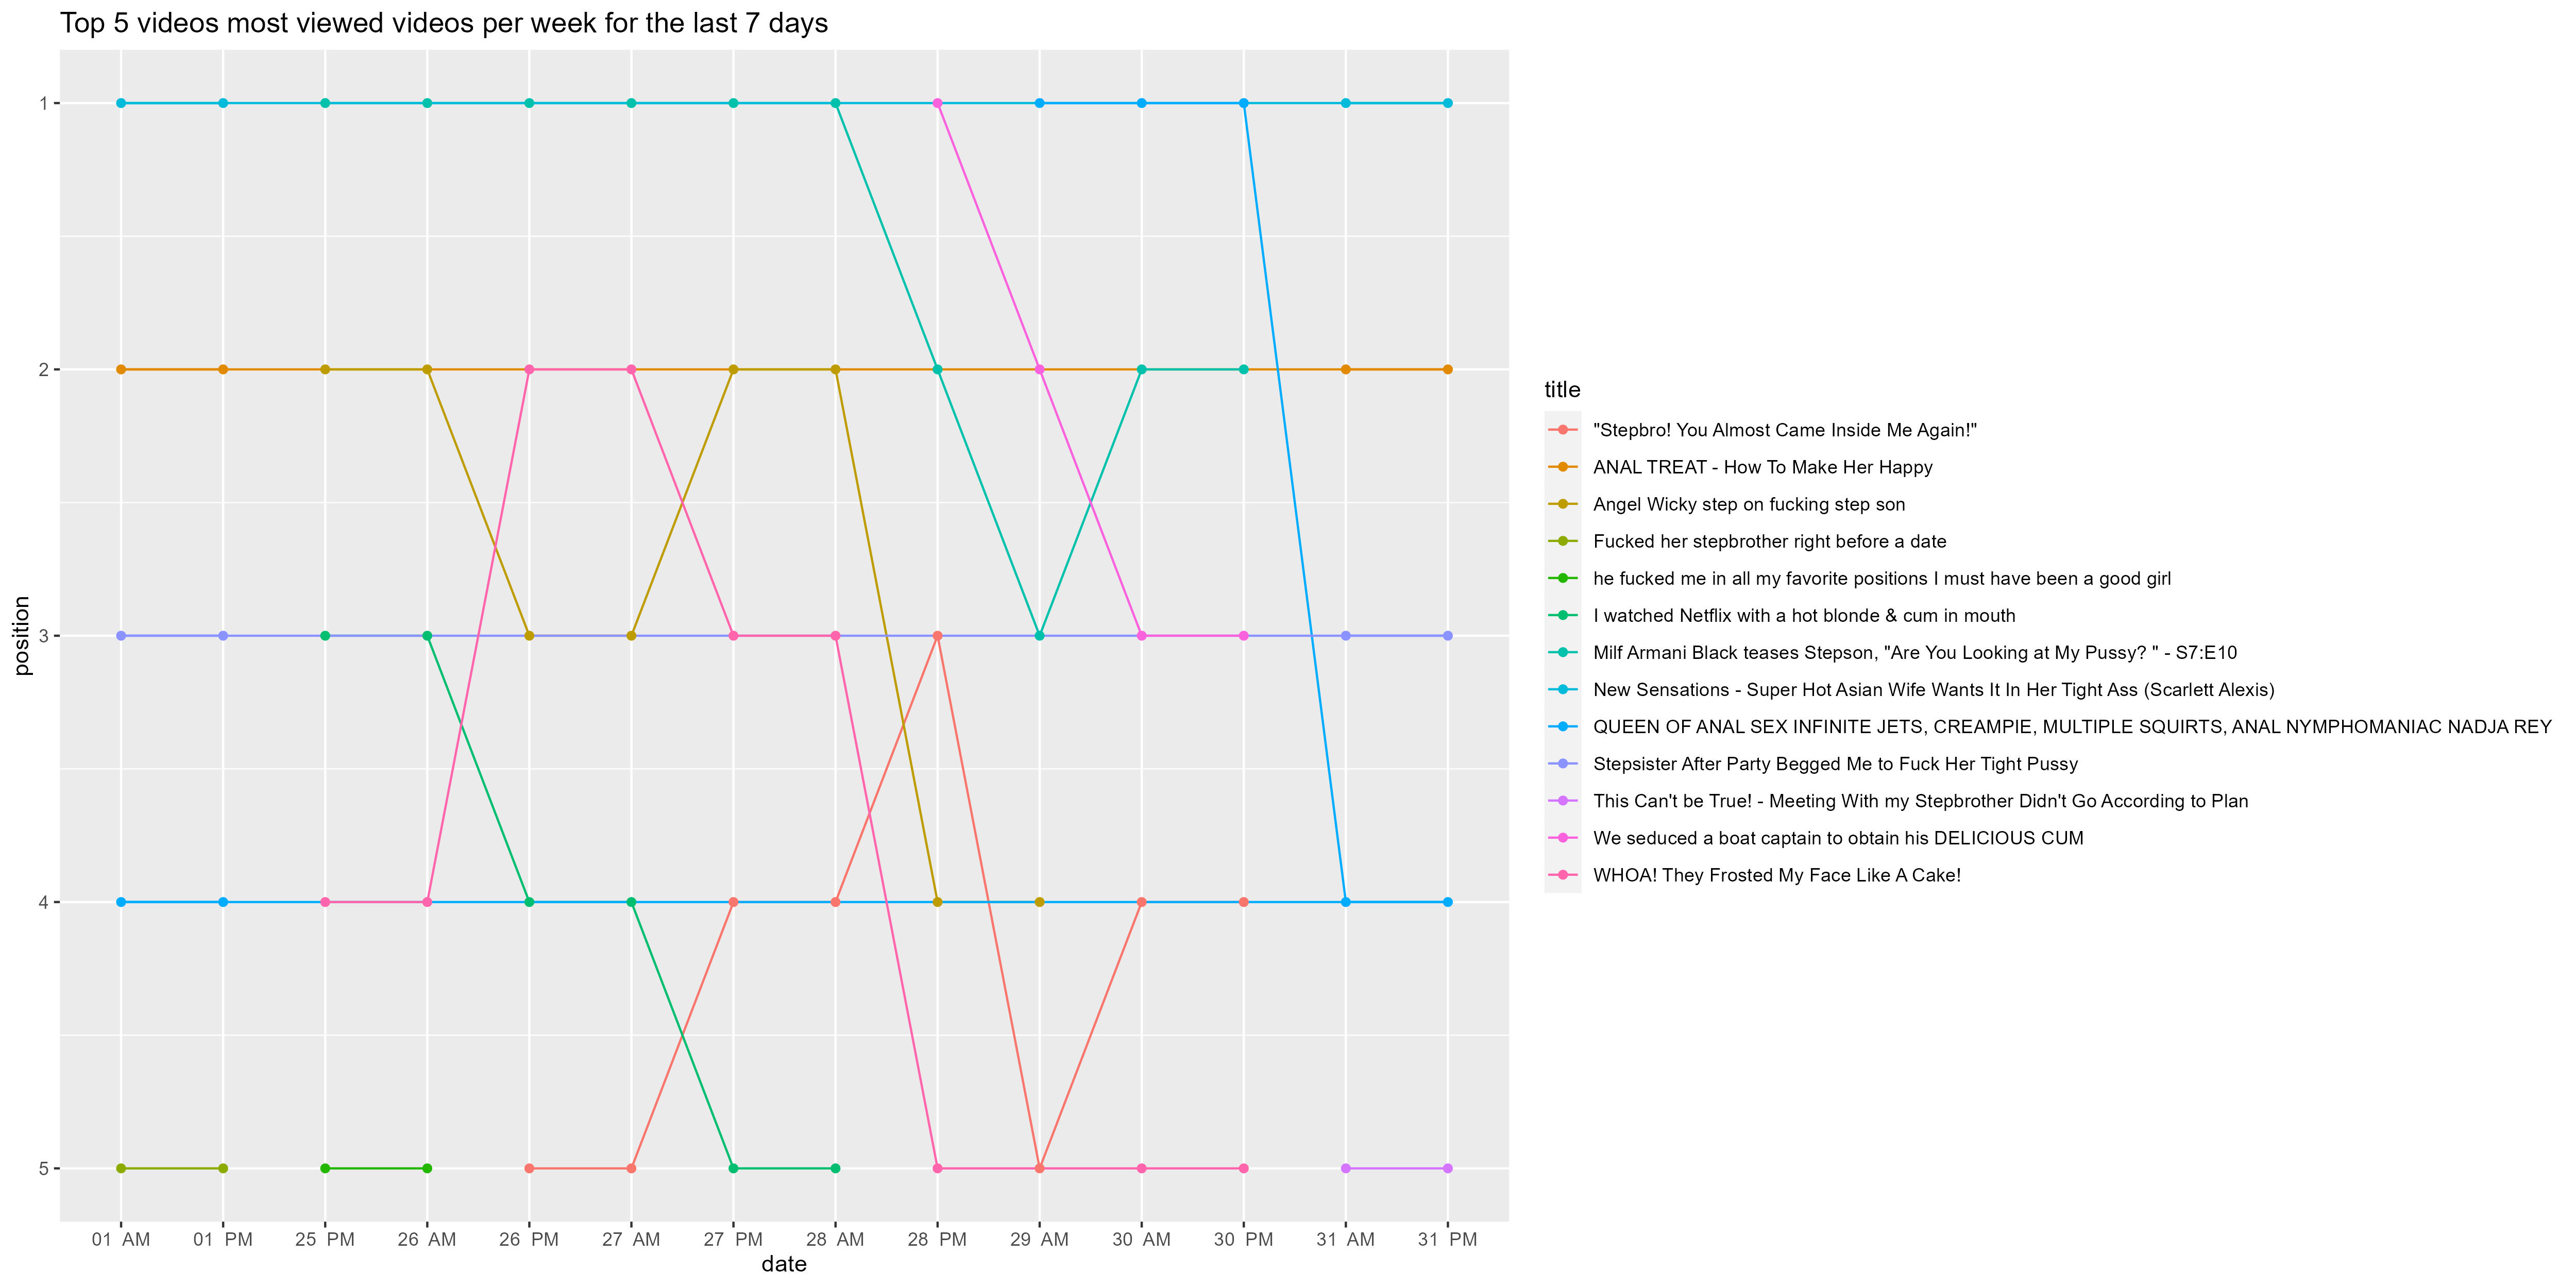 Top 5 videos most viewed videos per week for the last 7 days
position
1
2
3
4
5
01 AM
01 PM
25 PM
26 AM
26 PM
27 AM
27 PM
28 AM
28 PM
29 AM
30 AM
30 PM
31 AM
31 PM
date
title
"Stepbro! You Almost Came Inside Me Again!"
ANAL TREAT - How To Make Her Happy
Angel Wicky step on fucking step son
Fucked her stepbrother right before a date
he fucked me in all my favorite positions I must have been a good girl
I watched Netflix with a hot blonde & cum in mouth
Milf Armani Black teases Stepson, "Are You Looking at My Pussy? " - S7:E10
New Sensations - Super Hot Asian Wife Wants It In Her Tight Ass (Scarlett Alexis)
QUEEN OF ANAL SEX INFINITE JETS, CREAMPIE, MULTIPLE SQUIRTS, ANAL NYMPHOMANIAC NADJA REY
Stepsister After Party Begged Me to Fuck Her Tight Pussy
This Can't be True! - Meeting With my Stepbrother Didn't Go According to Plan
We seduced a boat captain to obtain his DELICIOUS CUM
WHOA! They Frosted My Face Like A Cake!